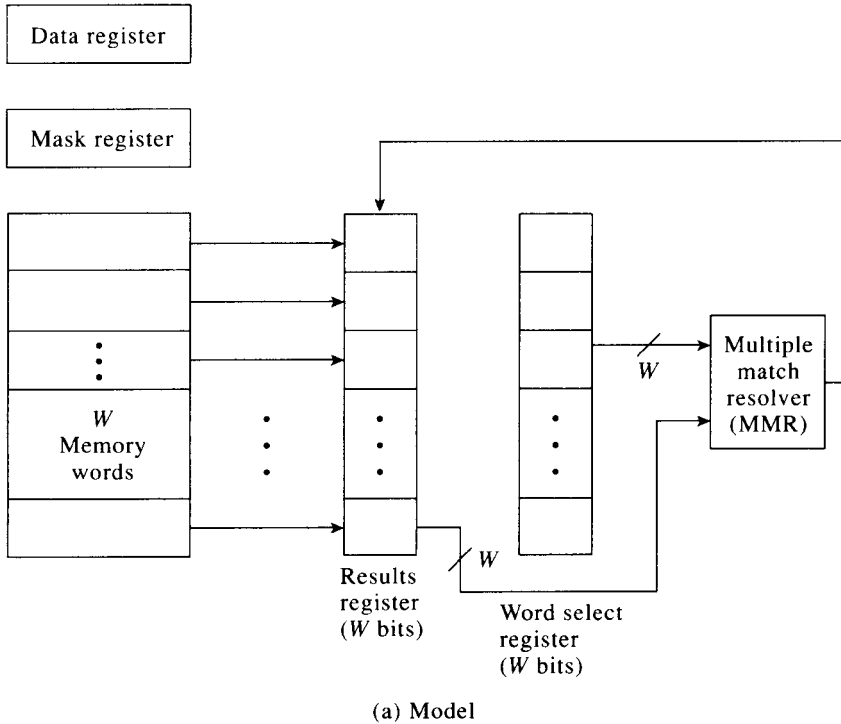 Data register
Mask register
W
Memory
words
W
Multiple
match
resolver
(MMR)
W
Results
register
(W bits)
Word select
register
(W bits)
(a) Model